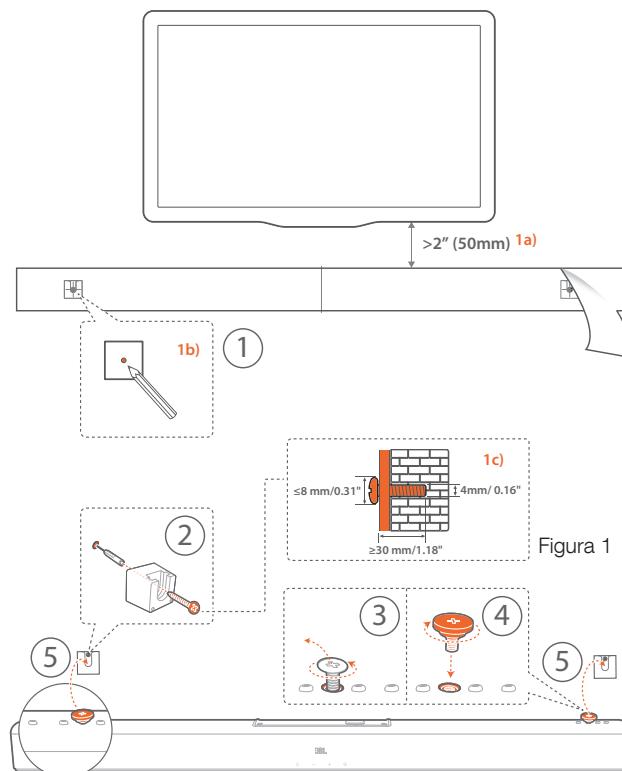 >2" (50mm) 1a)
1b)
1
1c)
≤8 mm/0.31"
4mm/ 0.16"
≥30 mm/1.18"
Figura 1
2
3
4
5
5
JBL